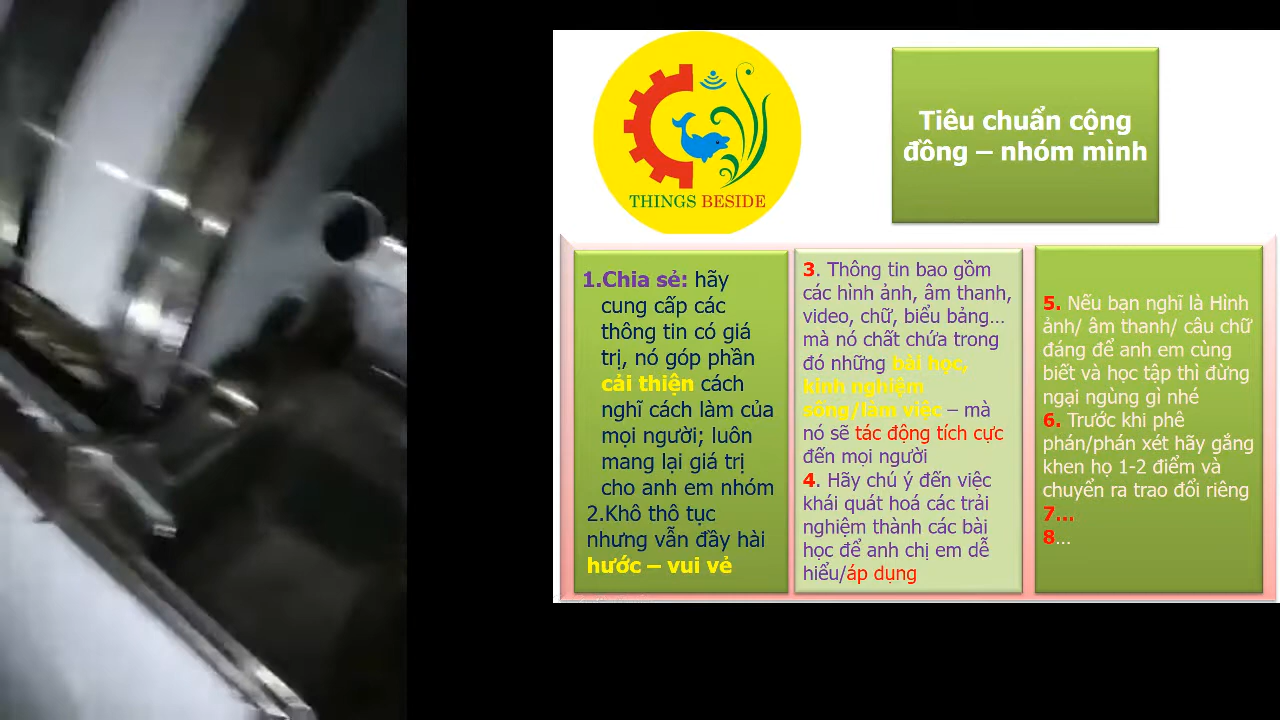 THINGS BESIDE
Tiêu chuẩn cộng
đồng – nhóm mình
1.Chia sẻ: hãy
cung cấp các
thông tin có giá
trị, nó góp phần
cải thiện cách
nghĩ cách làm của
mọi người; luôn
mang lại giá trị
cho anh em nhóm
2.Khô thô tục
nhưng vẫn đầy hài
hước – vui vẻ
3. Thông tin bao gồm
các hình ảnh, âm thanh,
video, chữ, biểu bảng...
mà nó chất chứa trong
đó những bài học,
kinh nghiệm
sống/làm việc – mà
nó sẽ tác động tích cực
đến mọi người
4. Hãy chú ý đến việc
khái quát hoá các trải
nghiệm thành các bài
học để anh chị em dễ
hiểu/áp dụng
5. Nếu bạn nghĩ là Hình
ảnh/ âm thanh/ câu chữ
đáng để anh em cùng
biết và học tập thì đừng
ngại ngùng gì nhé
6. Trước khi phê
phán/phán xét hãy gắng
khen họ 1-2 điểm và
chuyển ra trao đổi riêng
7...
8...